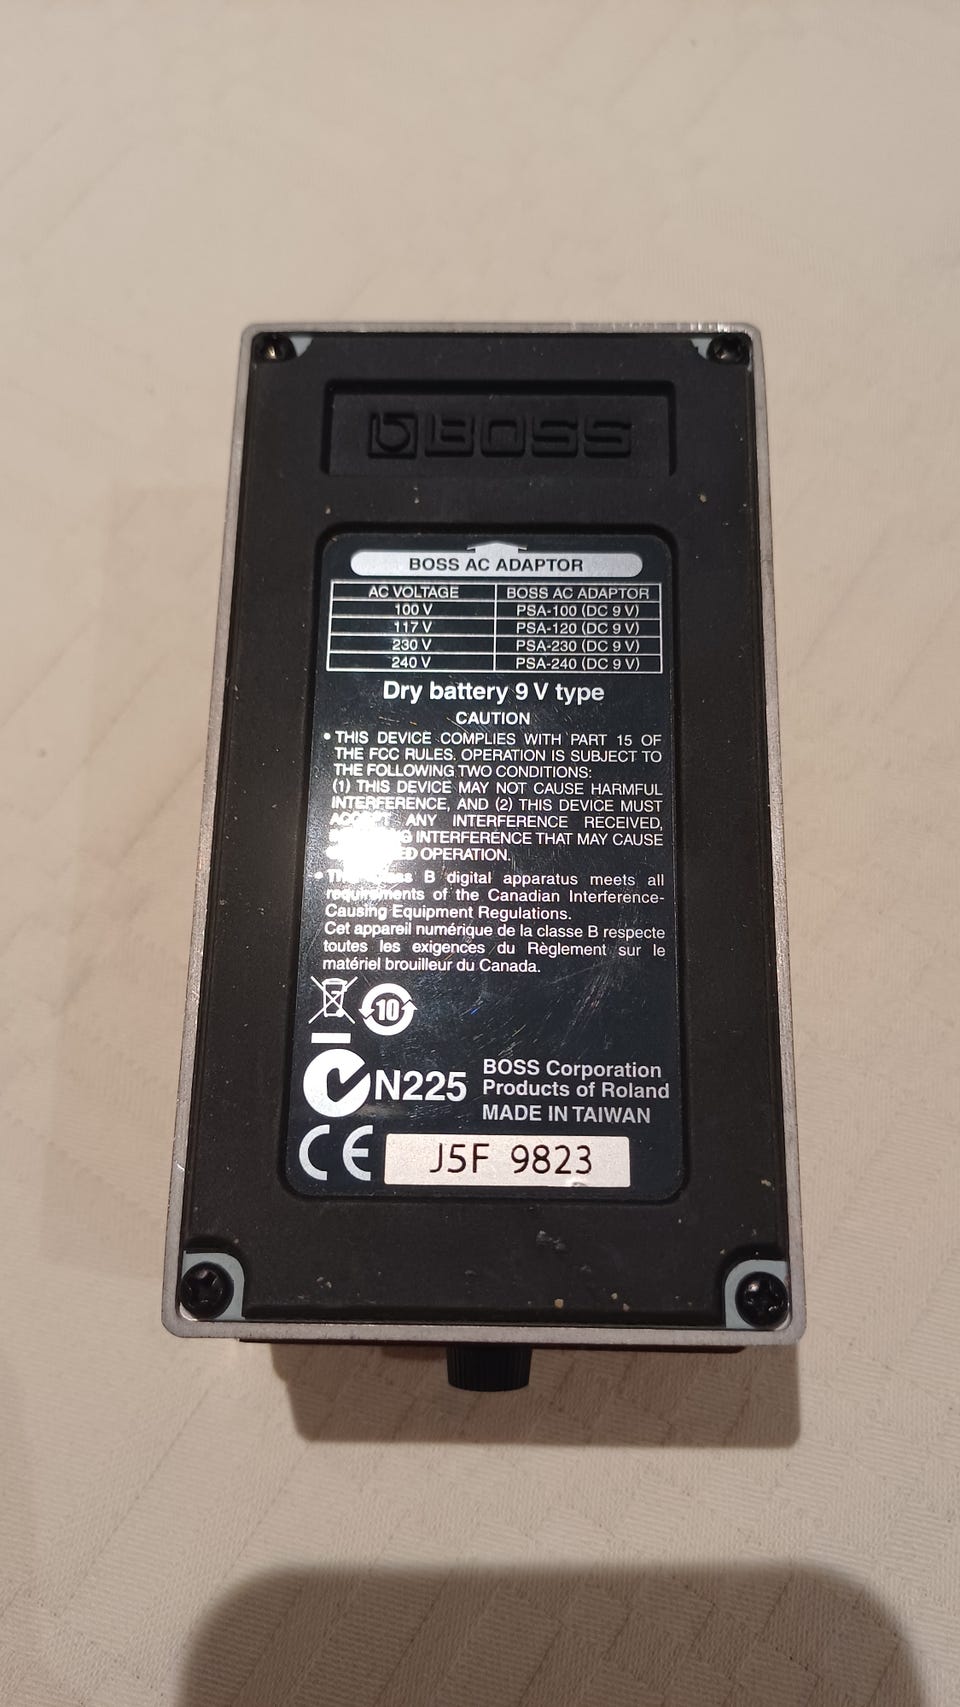 BOSS
BOSS AC ADAPTOR
AC VOLTAGE BOSS AC ADAPTOR
100 V PSA-100 (DC 9 V)
117 V PSA-120 (DC 9 V)
230 V PSA-230 (DC 9 V)
240 V PSA-240 (DC 9 V)
Dry battery 9 V type
CAUTION
• THIS DEVICE COMPLIES WITH PART 15 OF
THE FCC RULES. OPERATION IS SUBJECT TO
THE FOLLOWING TWO CONDITIONS:
(1) THIS DEVICE MAY NOT CAUSE HARMFUL
INTERFERENCE, AND (2) THIS DEVICE MUST
ACCEPT ANY INTERFERENCE RECEIVED,
INTERFERENCE THAT MAY CAUSE
OPERATION.
• B digital apparatus meets all
requirements of the Canadian Interference-
Causing Equipment Regulations.
Cet appareil numérique de la classe B respecte
toutes les exigences du Règlement sur le
matériel brouilleur du Canada.
10
N225
BOSS Corporation
Products of Roland
MADE IN TAIWAN
CE
J5F 9823